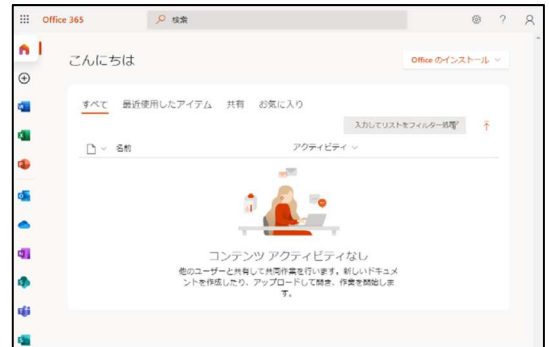 Office 365
検索
こんにちは
Office のインストール
すべて 最近使用したアイテム 共有 お気に入り
入力してリストをフィルター処理
名前 アクティビティ
コンテンツ アクティビティなし
他のユーザーと共有して共同作業を行います。新しいドキュメ
ントを作成したり、アップロードして開き、作業を開始しま
す。